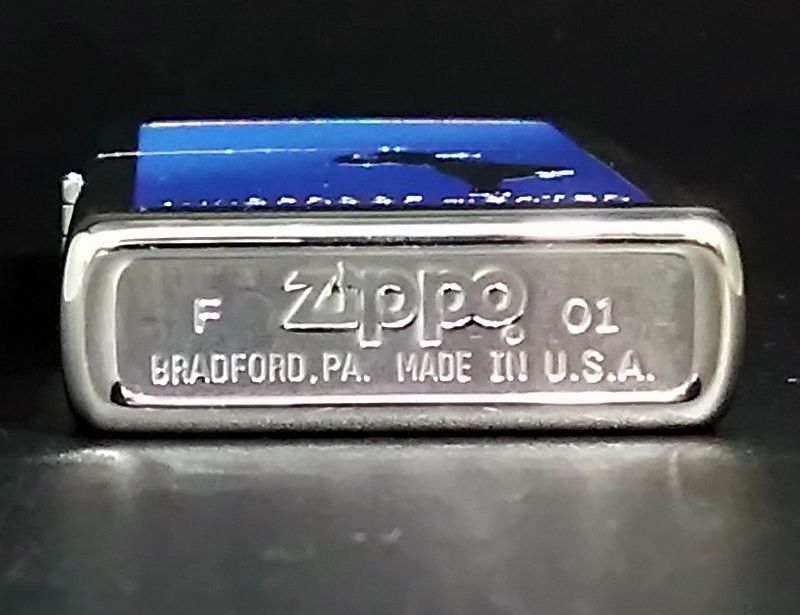 F Zippo 01
BRADFORD, PA. MADE IN U.S.A.